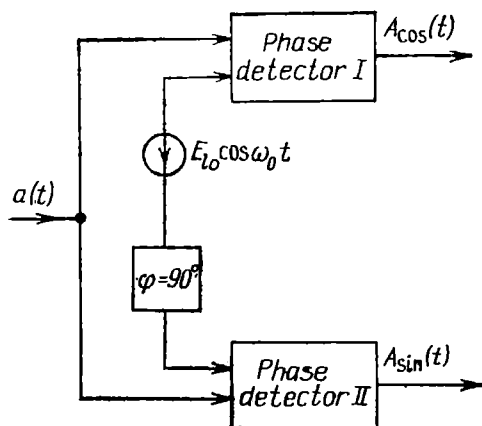 A_cos(t)
Phase
detector I
E_lo cos ω_0 t
a(t)
φ=90°
A_sin(t)
Phase
detector II